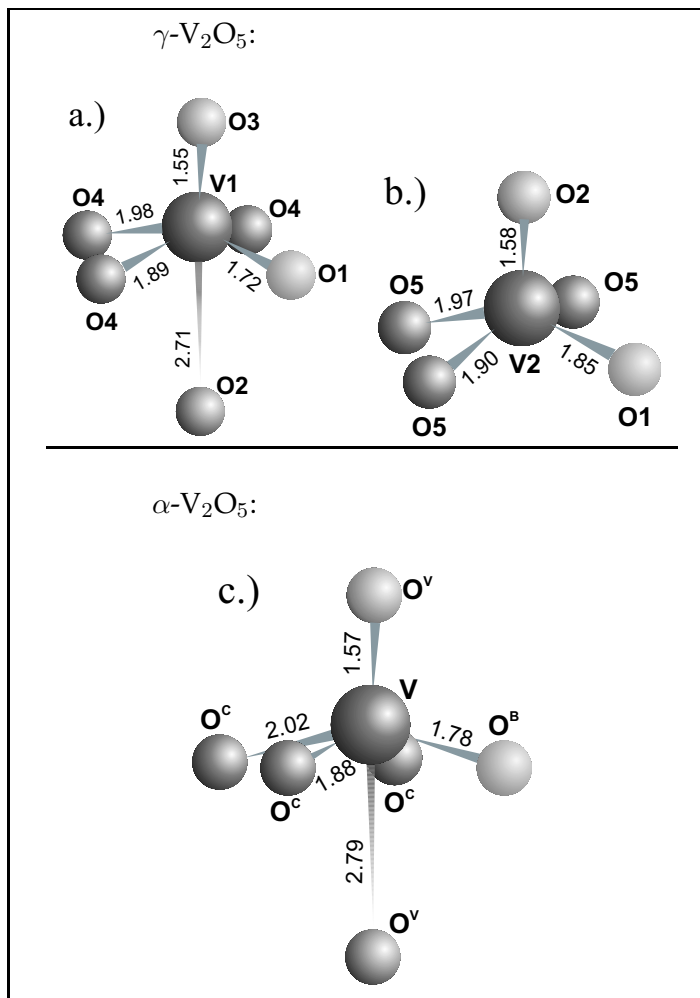 γ-V₂O₅:
a.)
O3
1.55
V1
O4
1.98
O4
1.89
O4
1.72
O1
2.71
O2
b.)
O2
1.58
O5
1.97
O5
V2
1.90
1.85
O5
O1
α-V₂O₅:
c.)
Oⱽ
1.57
V
Oᶜ
2.02
1.78
Oᴮ
1.88
Oᶜ
Oᶜ
2.79
Oⱽ